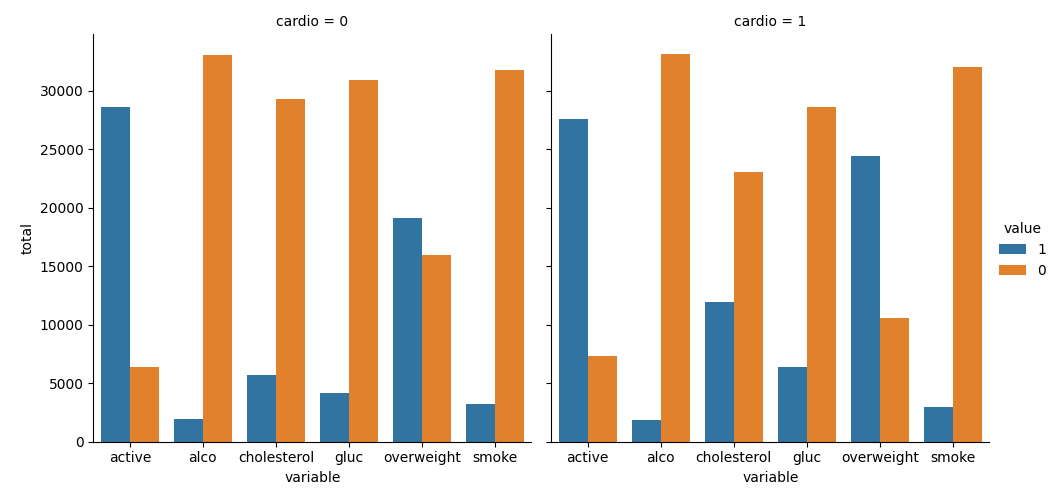 cardio = 0
cardio = 1
total
30000
25000
20000
15000
10000
5000
0
active alco cholesterol gluc overweight smoke
variable
active alco cholesterol gluc overweight smoke
variable
value
1
0